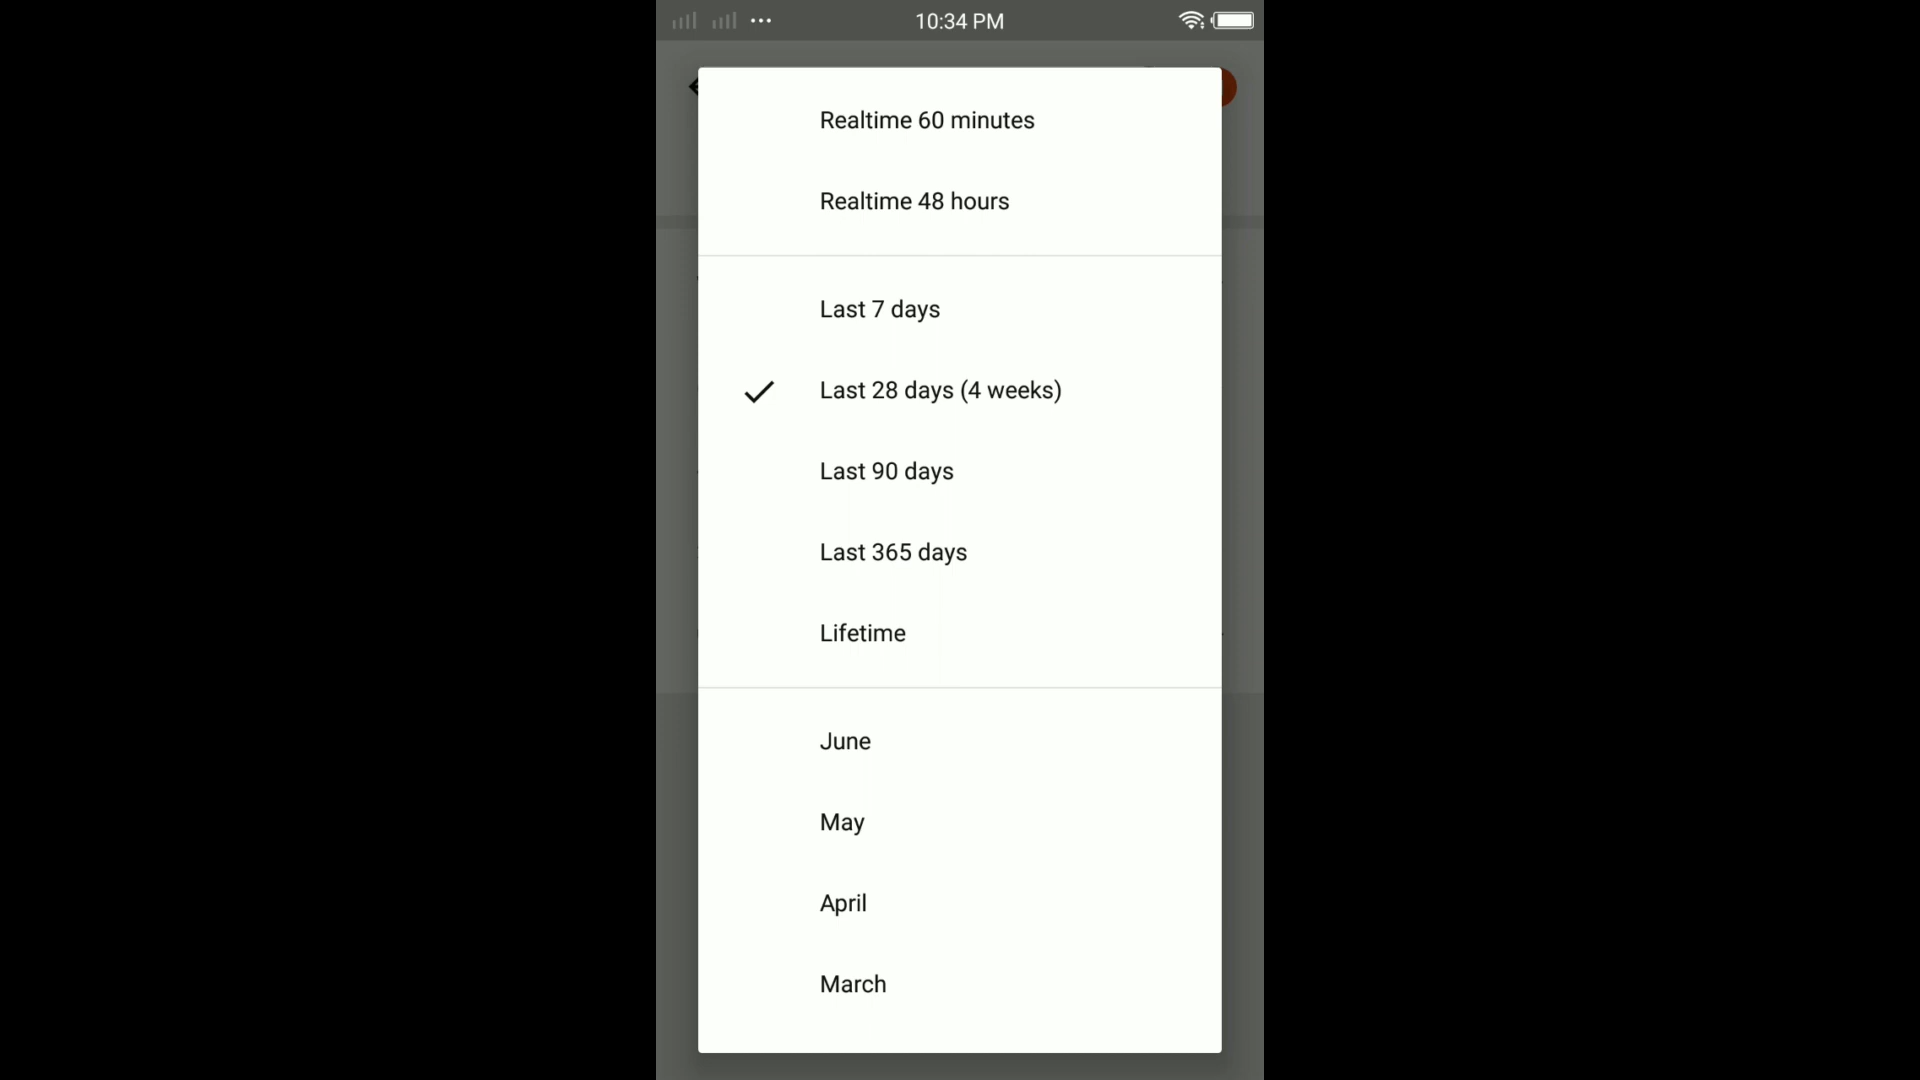 10:34 PM
Realtime 60 minutes
Realtime 48 hours
Last 7 days
Last 28 days (4 weeks)
Last 90 days
Last 365 days
Lifetime
June
May
April
March